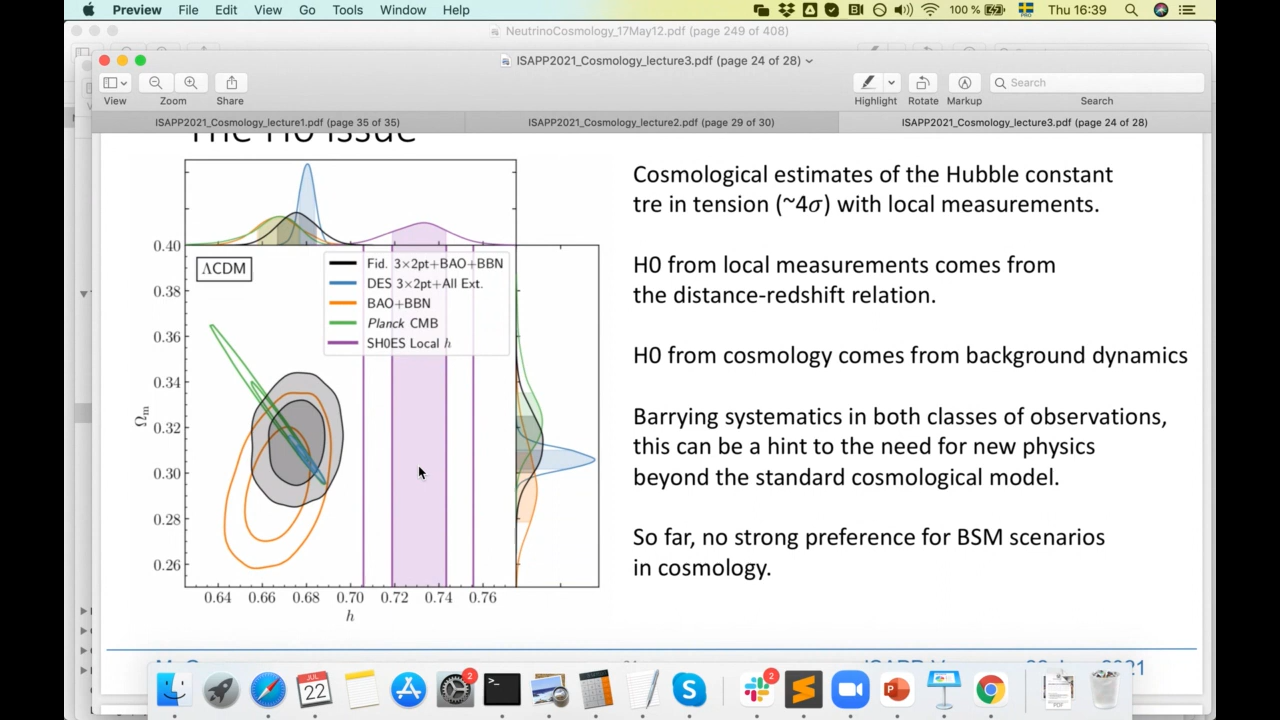 Preview File Edit View Go Tools Window Help 100 % Thu 16:39
NeutrinoCosmology_17May12.pdf (page 249 of 408)
ISAPP2021_Cosmology_lecture3.pdf (page 24 of 28)
Search
View Zoom Share Highlight Rotate Markup Search
ISAPP2021_Cosmology_lecture1.pdf (page 35 of 35) ISAPP2021_Cosmology_lecture2.pdf (page 29 of 30) ISAPP2021_Cosmology_lecture3.pdf (page 24 of 28)
The H0 issue
ΛCDM
Fid. 3×2pt+BAO+BBN
DES 3×2pt+All Ext.
BAO+BBN
Planck CMB
SH0ES Local h
0.40
0.38
0.36
0.34
0.32
0.30
0.28
0.26
Ωm
0.64 0.66 0.68 0.70 0.72 0.74 0.76
h
Cosmological estimates of the Hubble constant
tre in tension (~4σ) with local measurements.
H0 from local measurements comes from
the distance-redshift relation.
H0 from cosmology comes from background dynamics
Barrying systematics in both classes of observations,
this can be a hint to the need for new physics
beyond the standard cosmological model.
So far, no strong preference for BSM scenarios
in cosmology.
JUL
22
2
2